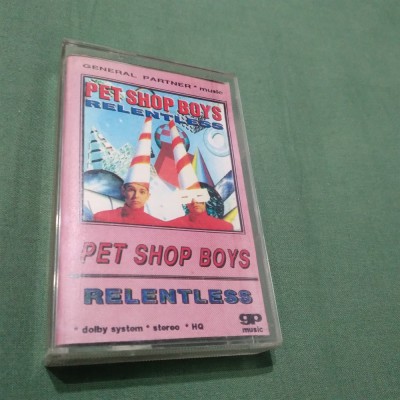 GENERAL PARTNER * music
PET SHOP BOYS
RELENTLESS
PET SHOP BOYS
RELENTLESS
* dolby system * stereo * HQ
gp
music